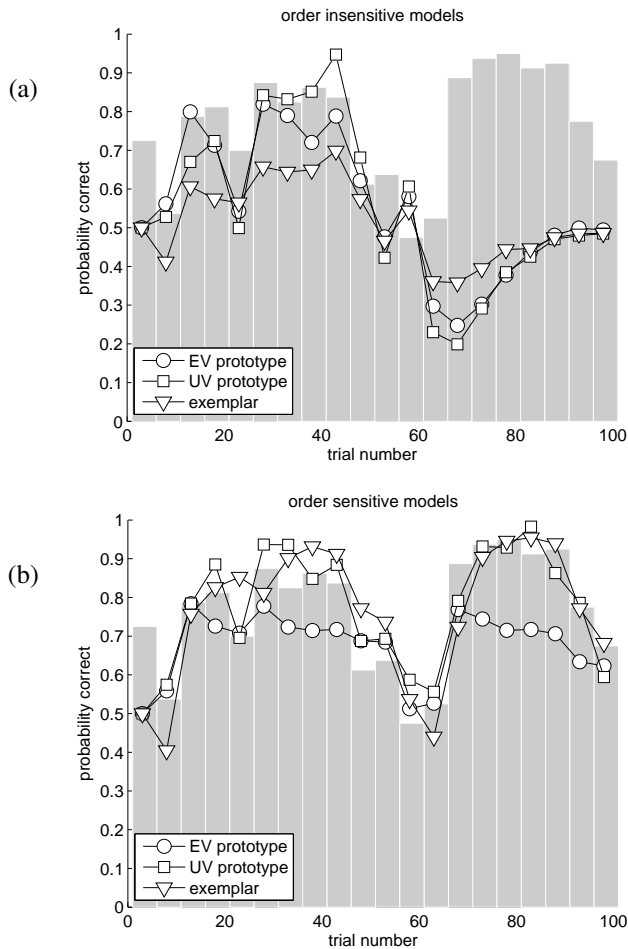 order insensitive models
(a)
1
0.9
0.8
0.7
0.6
0.5
0.4
0.3
0.2
0.1
0
probability correct
EV prototype
UV prototype
exemplar
0 20 40 60 80 100
trial number
order sensitive models
(b)
1
0.9
0.8
0.7
0.6
0.5
0.4
0.3
0.2
0.1
0
probability correct
EV prototype
UV prototype
exemplar
0 20 40 60 80 100
trial number